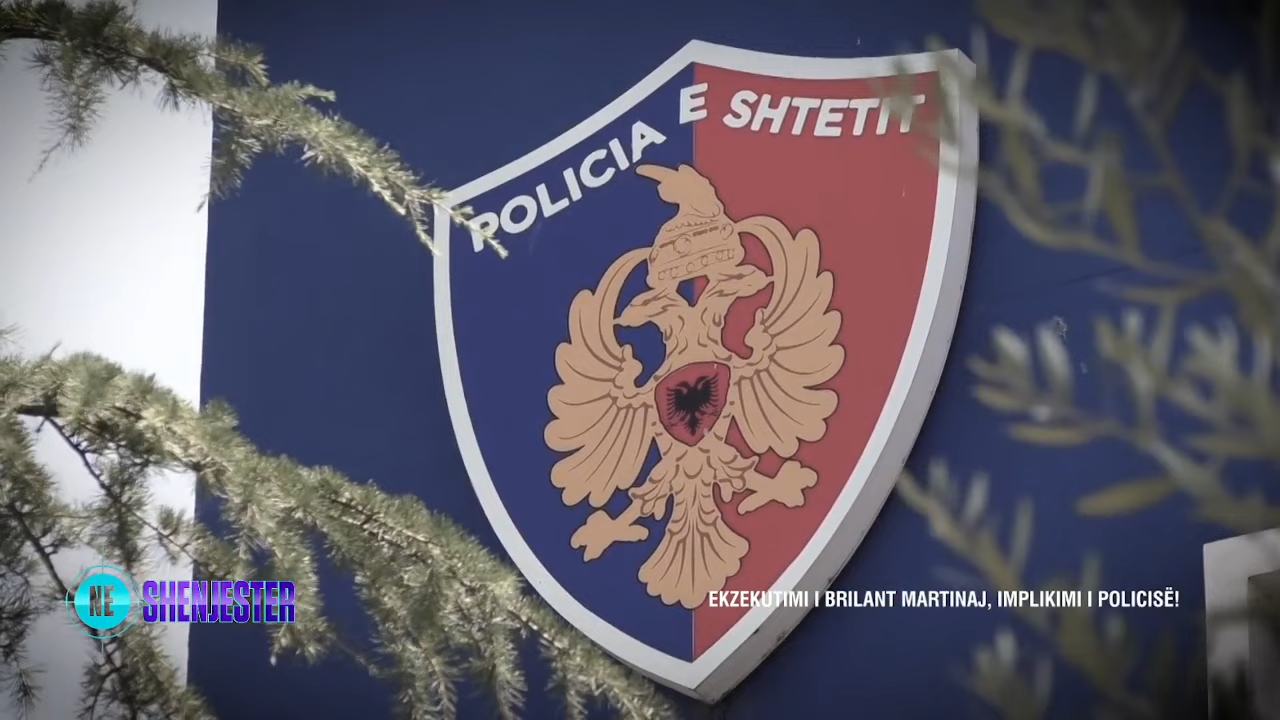 POLICIA E SHTETIT
NE SHENJESTER
EKZEKUTIMI I BRILANT MARTINAJ, IMPLIKIMI I POLICISË!